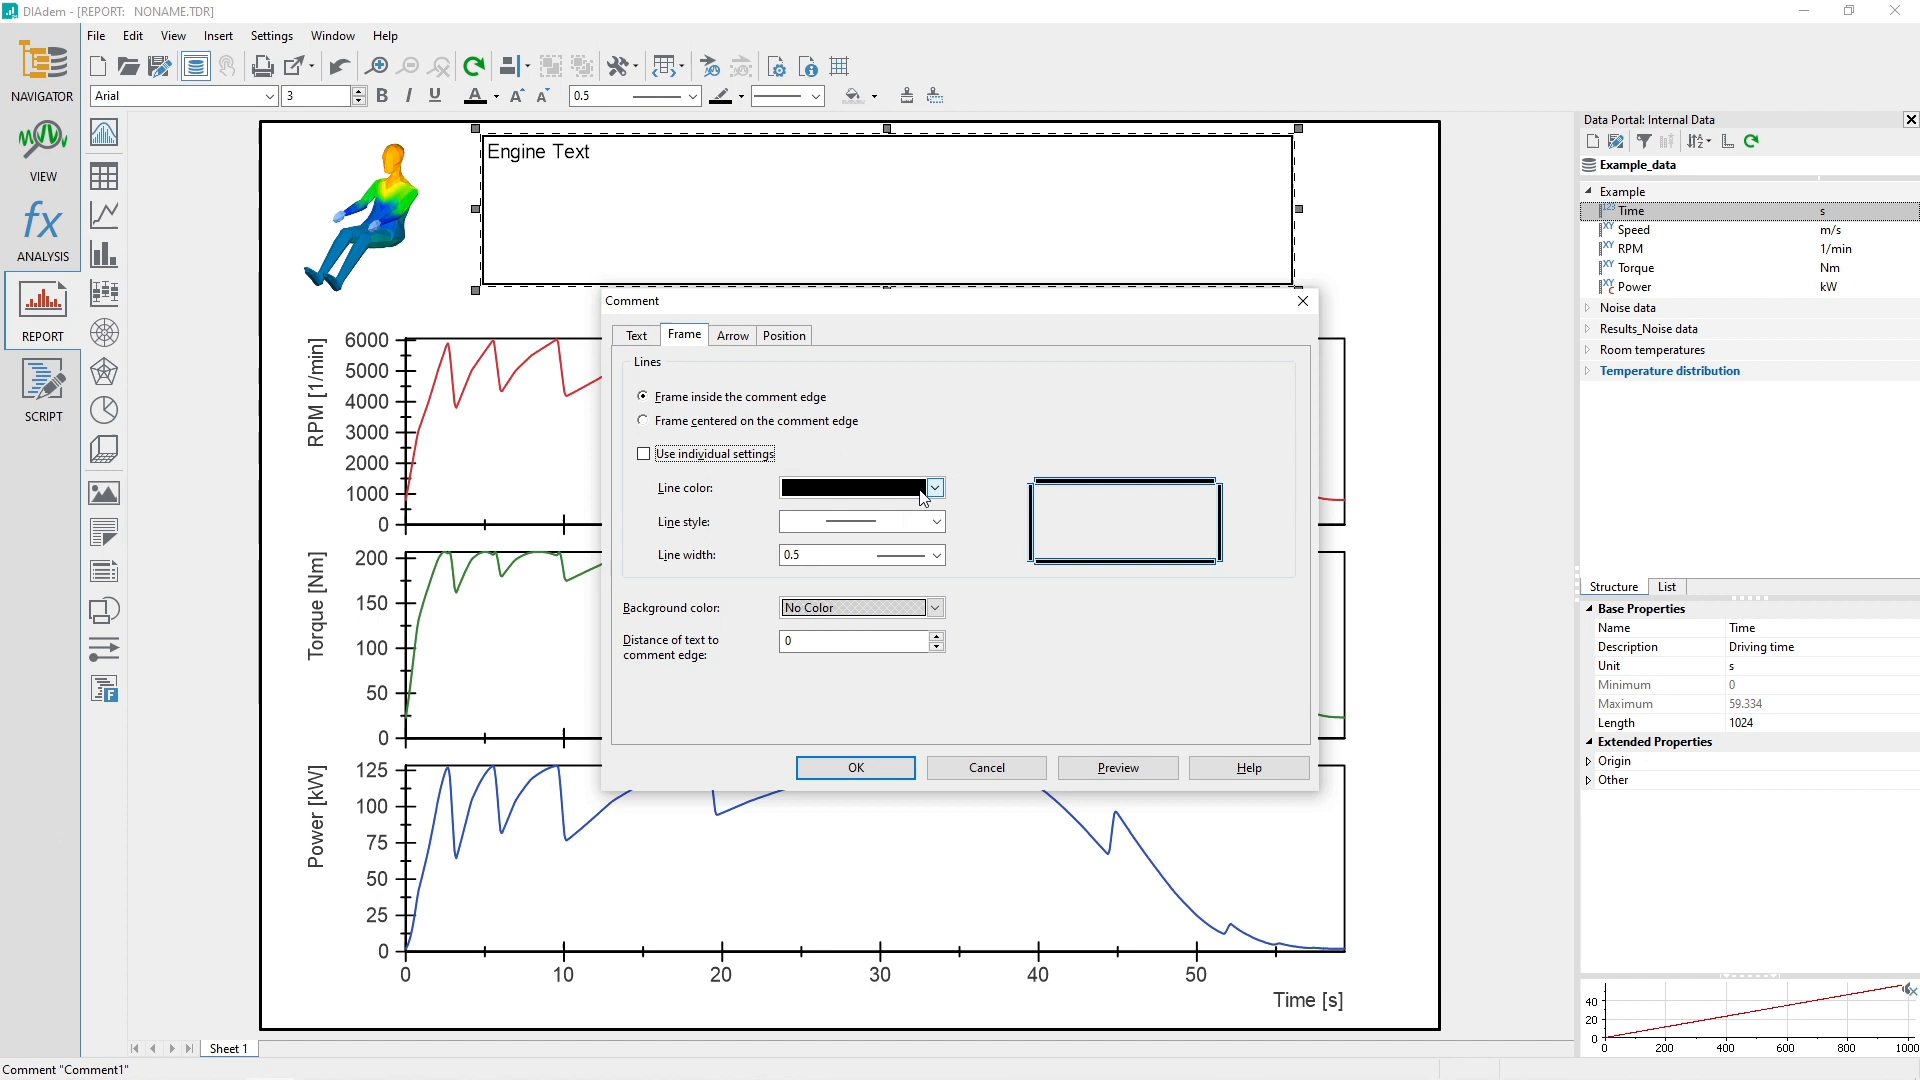 DIAdem - [REPORT:   NONAME.TDR]
File Edit View Insert Settings Window Help
Arial 3 B I U A A A 0.5
NAVIGATOR
VIEW
fx
ANALYSIS
REPORT
SCRIPT
Engine Text
RPM [1/min]
6000
5000
4000
3000
2000
1000
0
Torque [Nm]
200
150
100
50
0
Power [kW]
125
100
75
50
25
0
0 10 20 30 40 50
Time [s]
Comment
Text Frame Arrow Position
Lines
Frame inside the comment edge
Frame centered on the comment edge
Use individual settings
Line color:
Line style:
Line width: 0.5
Background color: No Color
Distance of text to comment edge: 0
OK Cancel Preview Help
Sheet 1
Comment "Comment1"
Data Portal: Internal Data
Example_data
Example
Time s
Speed m/s
RPM 1/min
Torque Nm
Power kW
Noise data
Results_Noise data
Room temperatures
Temperature distribution
Structure List
Base Properties
Name Time
Description Driving time
Unit s
Minimum 0
Maximum 59.334
Length 1024
Extended Properties
Origin
Other
40
20
0
0 200 400 600 800 1000